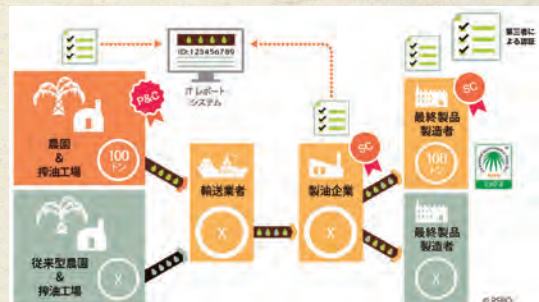 ID:123456789
ITレポート
システム
第三者に
よる認証
P&C
農園
&
搾油工場
100
トン
輸送業者
X
製油企業
X
SC
最終製品
製造者
100
トン
SC
従来型農園
&
搾油工場
X
最終製品
製造者
X
© RSPO